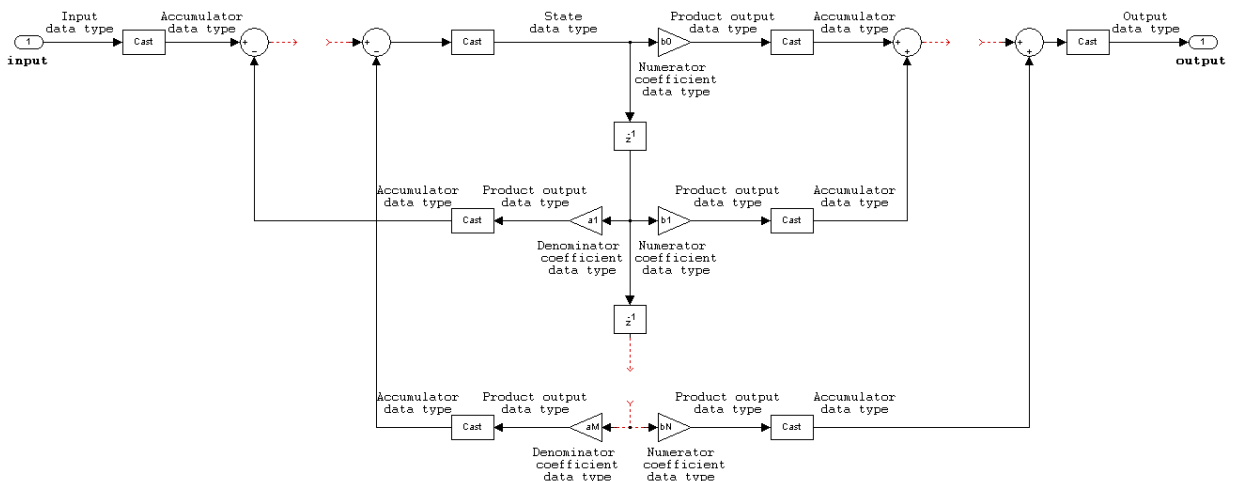 Input
data type
Accumulator
data type
State
data type
Product output
data type
Accumulator
data type
Output
data type
1
input
Cast
+
−
+
−
Cast
b0
Cast
+
+
+
+
Cast
1
output
Numerator
coefficient
data type
z-1
Accumulator
data type
Product output
data type
Product output
data type
Accumulator
data type
Cast
a1
b1
Cast
Denominator
coefficient
data type
Numerator
coefficient
data type
z-1
Accumulator
data type
Product output
data type
Product output
data type
Accumulator
data type
Cast
aM
bN
Cast
Denominator
coefficient
data type
Numerator
coefficient
data type